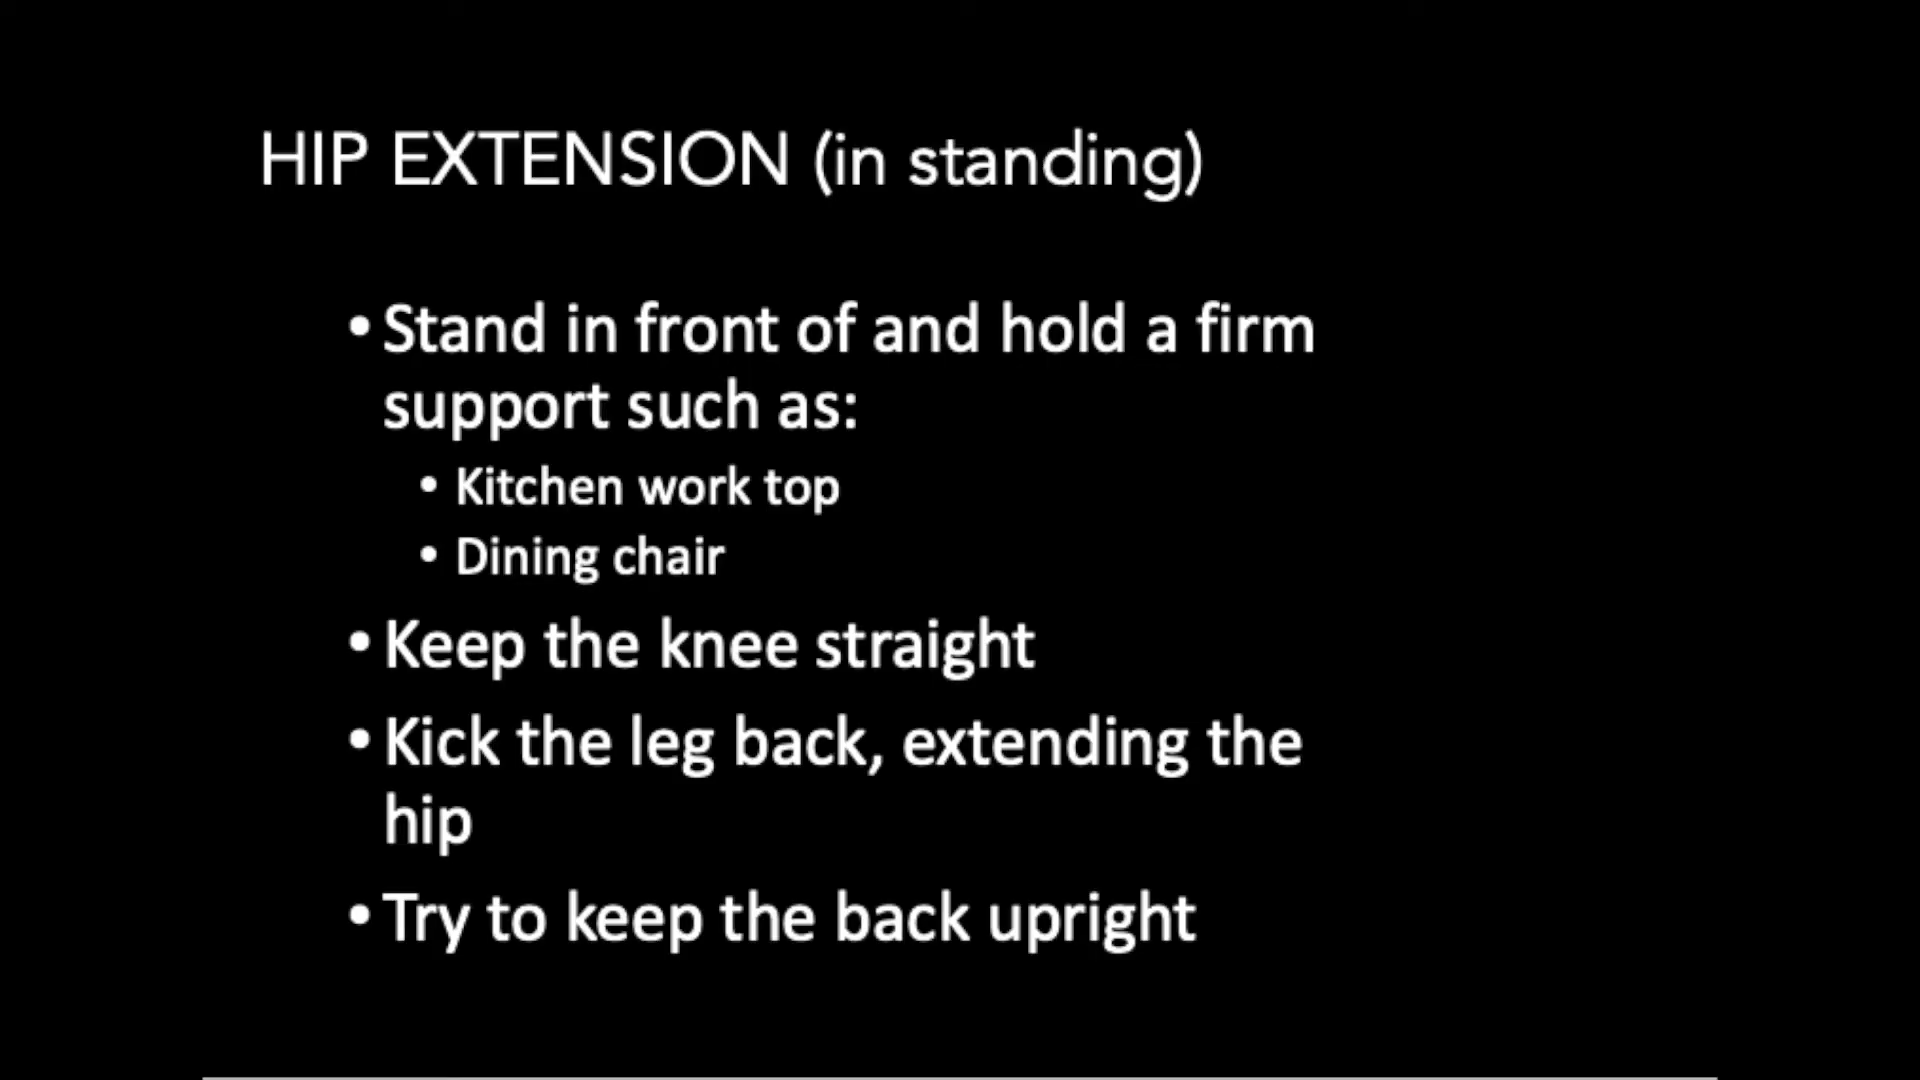 HIP EXTENSION (in standing)
• Stand in front of and hold a firm
support such as:
• Kitchen work top
• Dining chair
• Keep the knee straight
• Kick the leg back, extending the
hip
• Try to keep the back upright